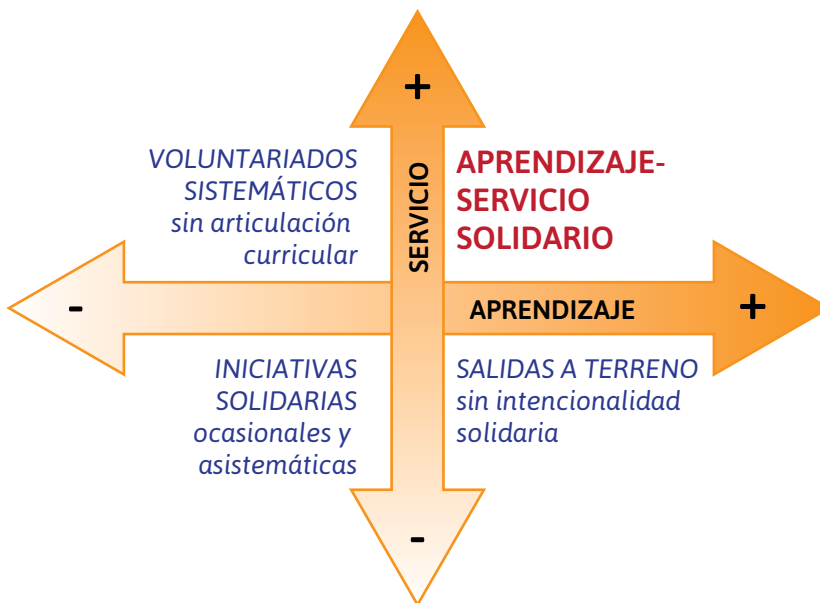 +
SERVICIO
VOLUNTARIADOS
SISTEMÁTICOS
sin articulación
curricular
APRENDIZAJE-
SERVICIO
SOLIDARIO
-
APRENDIZAJE
+
INICIATIVAS
SOLIDARIAS
ocasionales y
asistemáticas
SALIDAS A TERRENO
sin intencionalidad
solidaria
-